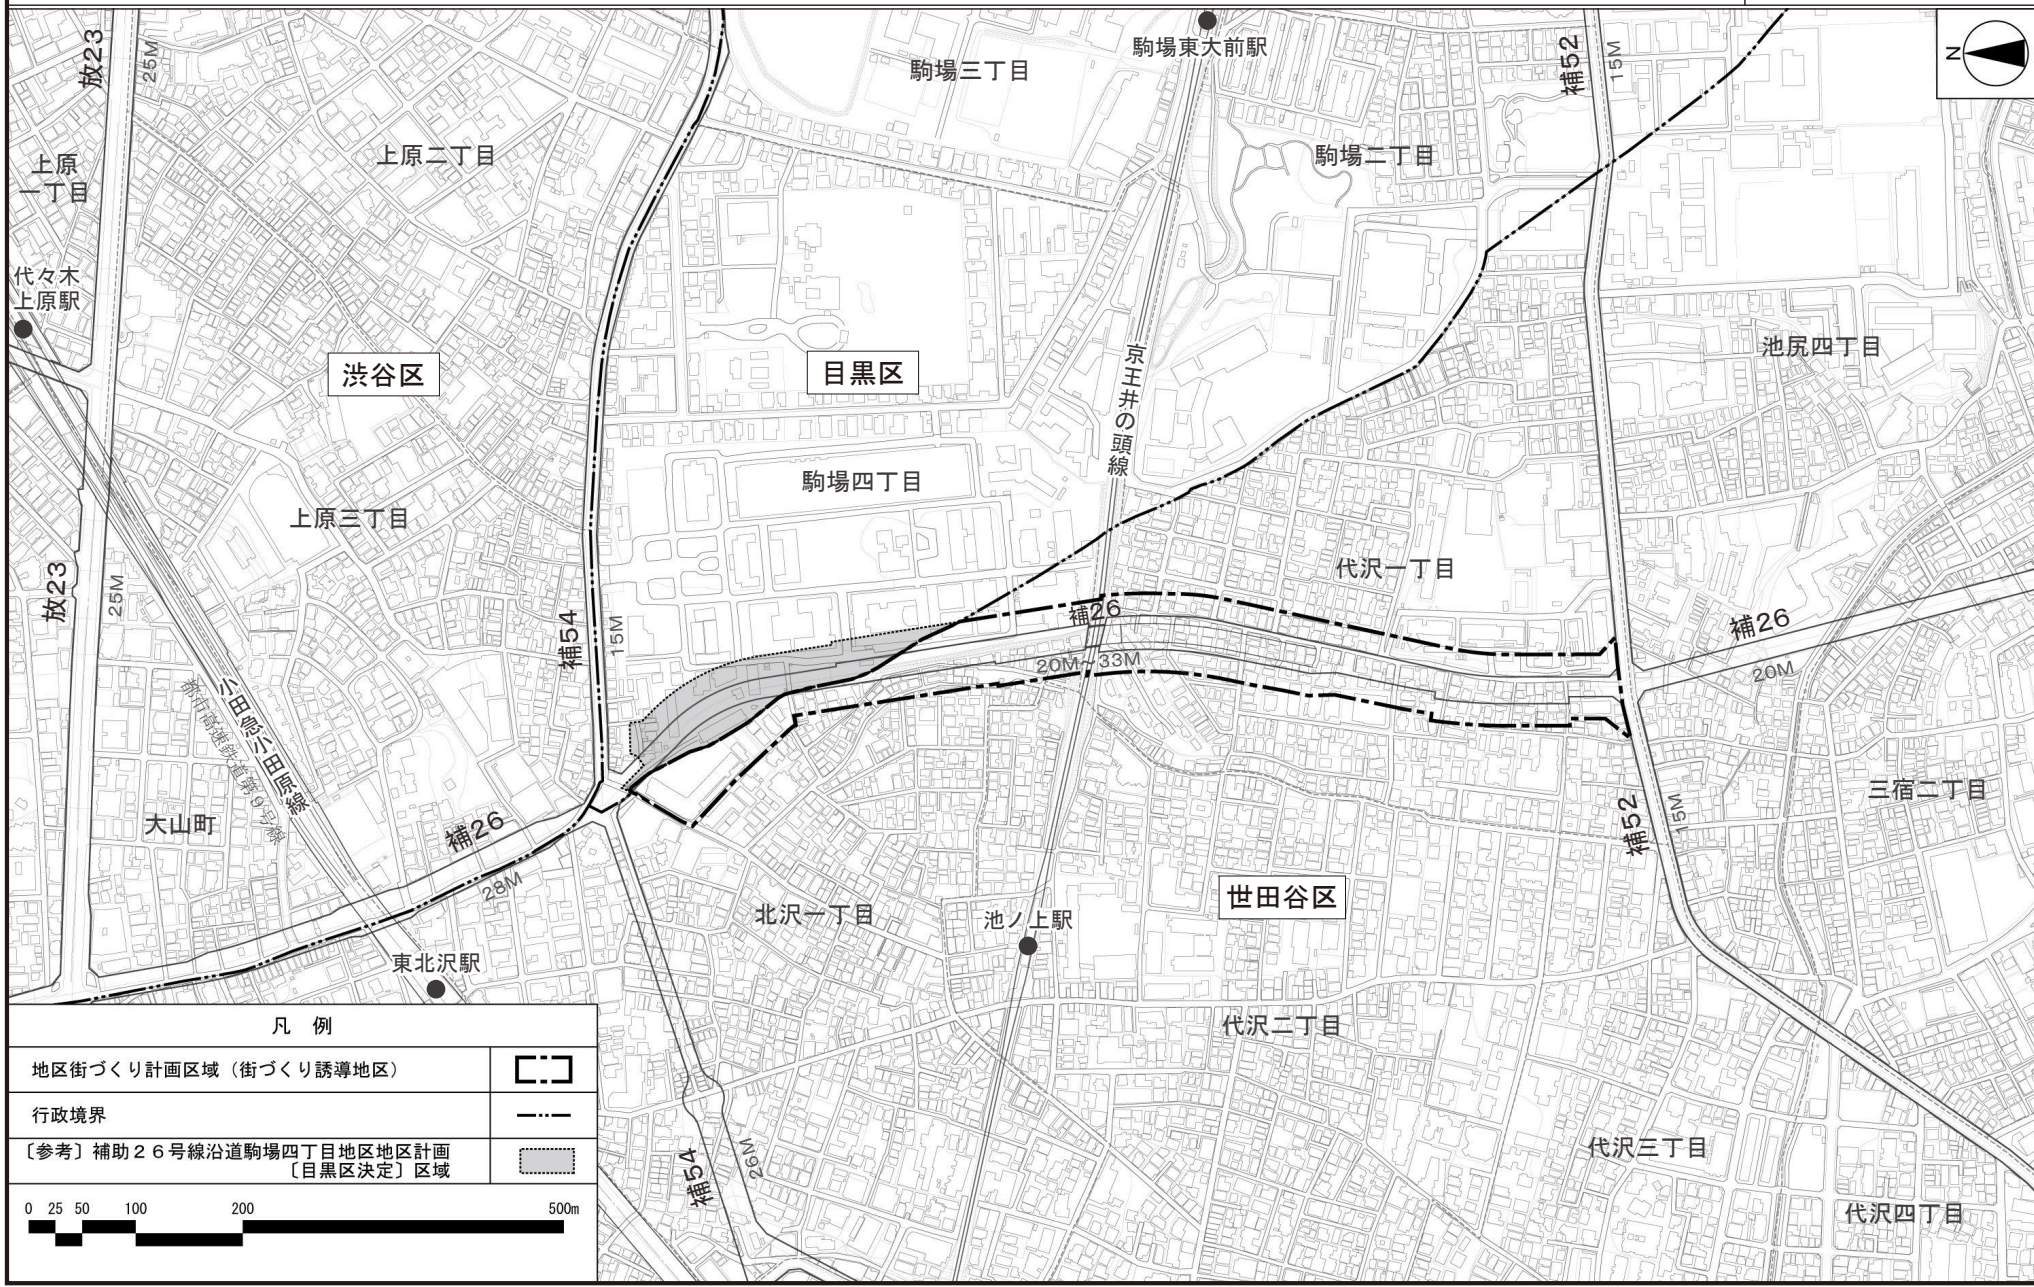 放23
25M
駒場三丁目
駒場東大前駅
補52
15M
N
上原
一丁目
上原二丁目
駒場二丁目
代々木
上原駅
渋谷区
目黒区
京王井の頭線
池尻四丁目
上原三丁目
駒場四丁目
代沢一丁目
放23
25M
補54
15M
補26
20M～33M
補26
20M
小田急小田原線
都市高速鉄道第9号線
大山町
補26
28M
三宿二丁目
補52
15M
北沢一丁目
池ノ上駅
世田谷区
東北沢駅
代沢二丁目
補54
26M
代沢三丁目
代沢四丁目
凡 例
地区街づくり計画区域（街づくり誘導地区）
行政境界
〔参考〕補助26号線沿道駒場四丁目地区地区計画
〔目黒区決定〕区域
0 25 50 100 200 500m